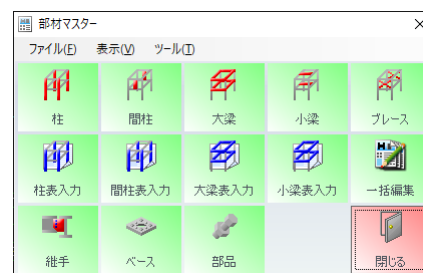 部材マスター
ファイル(F) 表示(V) ツール(T)
柱 間柱 大梁 小梁 ブレース
柱表入力 間柱表入力 大梁表入力 小梁表入力 一括編集
継手 ベース 部品 閉じる